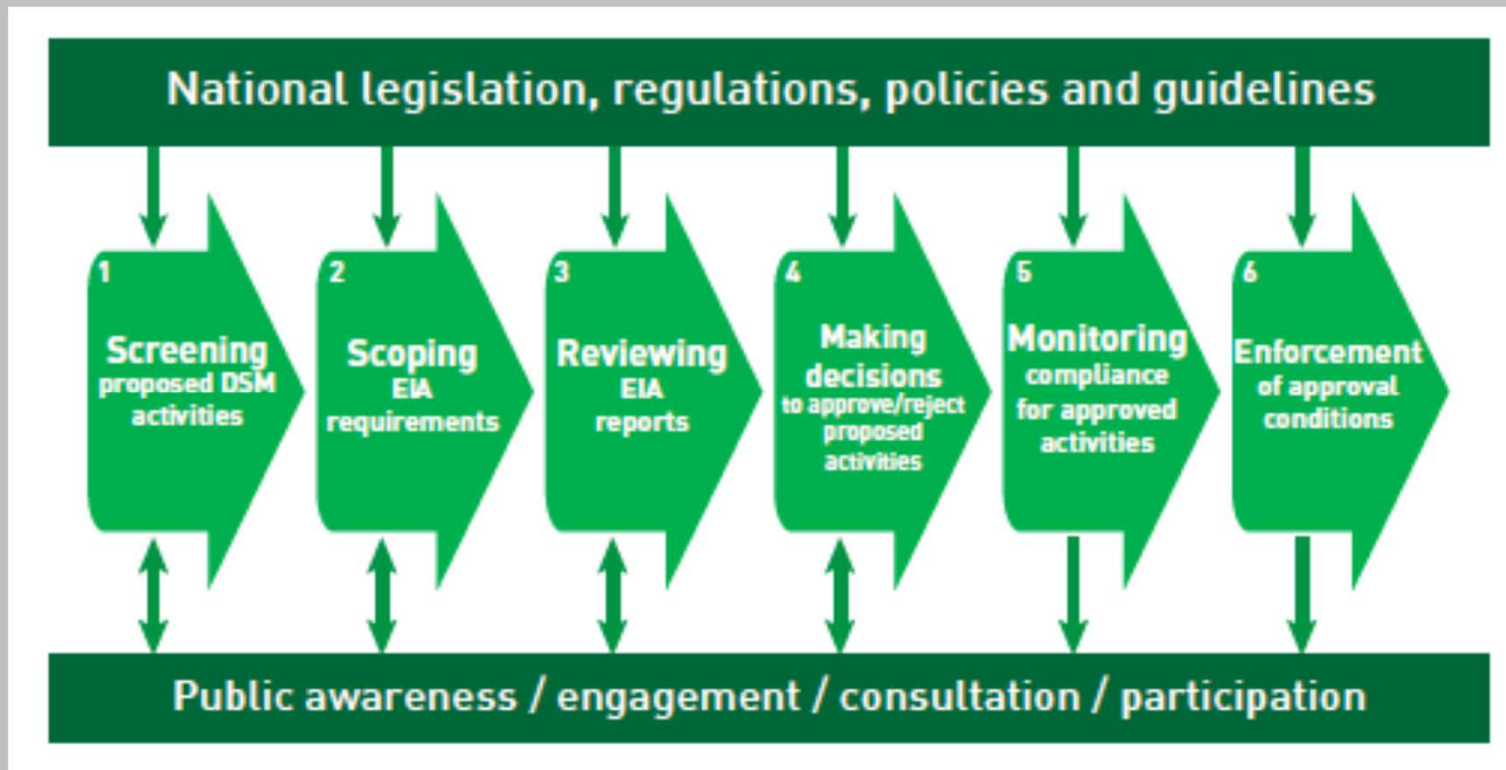 National legislation, regulations, policies and guidelines
1
Screening
proposed DSM
activities
2
Scoping
EIA
requirements
3
Reviewing
EIA
reports
4
Making
decisions
to approve/reject
proposed
activities
5
Monitoring
compliance
for approved
activities
6
Enforcement
of approval
conditions
Public awareness / engagement / consultation / participation